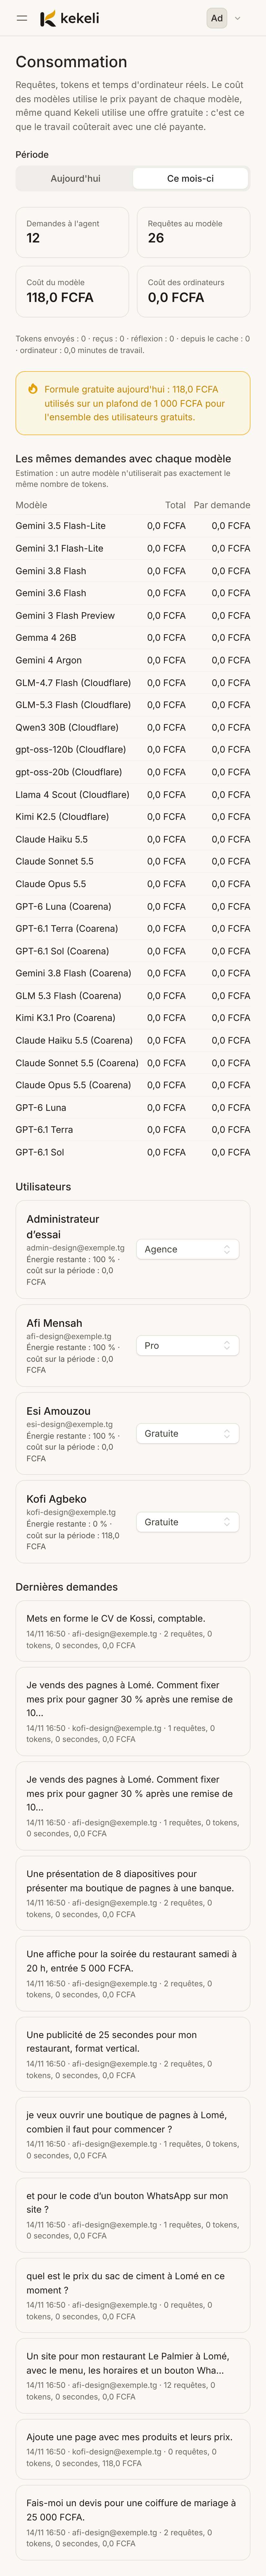 kekeli
Ad
Consommation
Requêtes, tokens et temps d'ordinateur réels. Le coût
des modèles utilise le prix payant de chaque modèle,
même quand Kekeli utilise une offre gratuite : c'est ce
que le travail coûterait avec une clé payante.
Période
Aujourd'hui
Ce mois-ci
Demandes à l'agent
12
Requêtes au modèle
26
Coût du modèle
118,0 FCFA
Coût des ordinateurs
0,0 FCFA
Tokens envoyés : 0 · reçus : 0 · réflexion : 0 · depuis le cache : 0
· ordinateur : 0,0 minutes de travail.
Formule gratuite aujourd'hui : 118,0 FCFA
utilisés sur un plafond de 1 000 FCFA pour
l'ensemble des utilisateurs gratuits.
Les mêmes demandes avec chaque modèle
Estimation : un autre modèle n'utiliserait pas exactement le
même nombre de tokens.
Modèle Total Par demande
Gemini 3.5 Flash-Lite 0,0 FCFA 0,0 FCFA
Gemini 3.1 Flash-Lite 0,0 FCFA 0,0 FCFA
Gemini 3.8 Flash 0,0 FCFA 0,0 FCFA
Gemini 3.6 Flash 0,0 FCFA 0,0 FCFA
Gemini 3 Flash Preview 0,0 FCFA 0,0 FCFA
Gemma 4 26B 0,0 FCFA 0,0 FCFA
Gemini 4 Argon 0,0 FCFA 0,0 FCFA
GLM-4.7 Flash (Cloudflare) 0,0 FCFA 0,0 FCFA
GLM-5.3 Flash (Cloudflare) 0,0 FCFA 0,0 FCFA
Qwen3 30B (Cloudflare) 0,0 FCFA 0,0 FCFA
gpt-oss-120b (Cloudflare) 0,0 FCFA 0,0 FCFA
gpt-oss-20b (Cloudflare) 0,0 FCFA 0,0 FCFA
Llama 4 Scout (Cloudflare) 0,0 FCFA 0,0 FCFA
Kimi K2.5 (Cloudflare) 0,0 FCFA 0,0 FCFA
Claude Haiku 5.5 0,0 FCFA 0,0 FCFA
Claude Sonnet 5.5 0,0 FCFA 0,0 FCFA
Claude Opus 5.5 0,0 FCFA 0,0 FCFA
GPT-6 Luna (Coarena) 0,0 FCFA 0,0 FCFA
GPT-6.1 Terra (Coarena) 0,0 FCFA 0,0 FCFA
GPT-6.1 Sol (Coarena) 0,0 FCFA 0,0 FCFA
Gemini 3.8 Flash (Coarena) 0,0 FCFA 0,0 FCFA
GLM 5.3 Flash (Coarena) 0,0 FCFA 0,0 FCFA
Kimi K3.1 Pro (Coarena) 0,0 FCFA 0,0 FCFA
Claude Haiku 5.5 (Coarena) 0,0 FCFA 0,0 FCFA
Claude Sonnet 5.5 (Coarena) 0,0 FCFA 0,0 FCFA
Claude Opus 5.5 (Coarena) 0,0 FCFA 0,0 FCFA
GPT-6 Luna 0,0 FCFA 0,0 FCFA
GPT-6.1 Terra 0,0 FCFA 0,0 FCFA
GPT-6.1 Sol 0,0 FCFA 0,0 FCFA
Utilisateurs
Administrateur
d'essai
admin-design@exemple.tg
Énergie restante : 100 % ·
coût sur la période : 0,0
FCFA
Agence
Afi Mensah
afi-design@exemple.tg
Énergie restante : 100 % ·
coût sur la période : 0,0
FCFA
Pro
Esi Amouzou
esi-design@exemple.tg
Énergie restante : 100 % ·
coût sur la période : 0,0
FCFA
Gratuite
Kofi Agbeko
kofi-design@exemple.tg
Énergie restante : 0 % ·
coût sur la période : 118,0
FCFA
Gratuite
Dernières demandes
Mets en forme le CV de Kossi, comptable.
14/11 16:50 · afi-design@exemple.tg · 2 requêtes, 0
tokens, 0 secondes, 0,0 FCFA
Je vends des pagnes à Lomé. Comment fixer
mes prix pour gagner 30 % après une remise de
10…
14/11 16:50 · kofi-design@exemple.tg · 1 requêtes, 0
tokens, 0 secondes, 0,0 FCFA
Je vends des pagnes à Lomé. Comment fixer
mes prix pour gagner 30 % après une remise de
10…
14/11 16:50 · afi-design@exemple.tg · 1 requêtes, 0 tokens,
0 secondes, 0,0 FCFA
Une présentation de 8 diapositives pour
présenter ma boutique de pagnes à une banque.
14/11 16:50 · afi-design@exemple.tg · 2 requêtes, 0
tokens, 0 secondes, 0,0 FCFA
Une affiche pour la soirée du restaurant samedi à
20 h, entrée 5 000 FCFA.
14/11 16:50 · afi-design@exemple.tg · 2 requêtes, 0
tokens, 0 secondes, 0,0 FCFA
Une publicité de 25 secondes pour mon
restaurant, format vertical.
14/11 16:50 · afi-design@exemple.tg · 2 requêtes, 0
tokens, 0 secondes, 0,0 FCFA
je veux ouvrir une boutique de pagnes à Lomé,
combien il faut pour commencer ?
14/11 16:50 · afi-design@exemple.tg · 1 requêtes, 0 tokens,
0 secondes, 0,0 FCFA
et pour le code d'un bouton WhatsApp sur mon
site ?
14/11 16:50 · afi-design@exemple.tg · 1 requêtes, 0 tokens,
0 secondes, 0,0 FCFA
quel est le prix du sac de ciment à Lomé en ce
moment ?
14/11 16:50 · afi-design@exemple.tg · 0 requêtes, 0
tokens, 0 secondes, 0,0 FCFA
Un site pour mon restaurant Le Palmier à Lomé,
avec le menu, les horaires et un bouton Wha…
14/11 16:50 · afi-design@exemple.tg · 12 requêtes, 0
tokens, 0 secondes, 0,0 FCFA
Ajoute une page avec mes produits et leurs prix.
14/11 16:50 · kofi-design@exemple.tg · 0 requêtes, 0
tokens, 0 secondes, 118,0 FCFA
Fais-moi un devis pour une coiffure de mariage à
25 000 FCFA.
14/11 16:50 · afi-design@exemple.tg · 2 requêtes, 0
tokens, 0 secondes, 0,0 FCFA